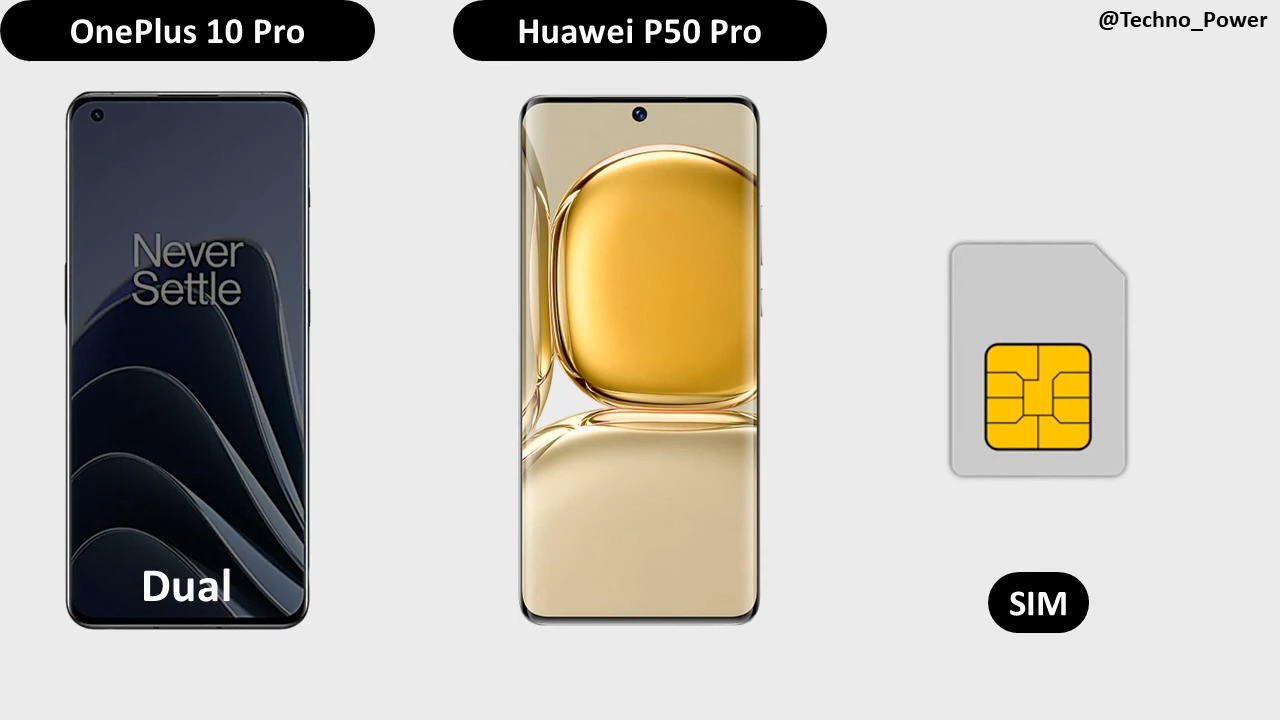 OnePlus 10 Pro
Huawei P50 Pro
@Techno_Power
Never
Settle
Dual
SIM